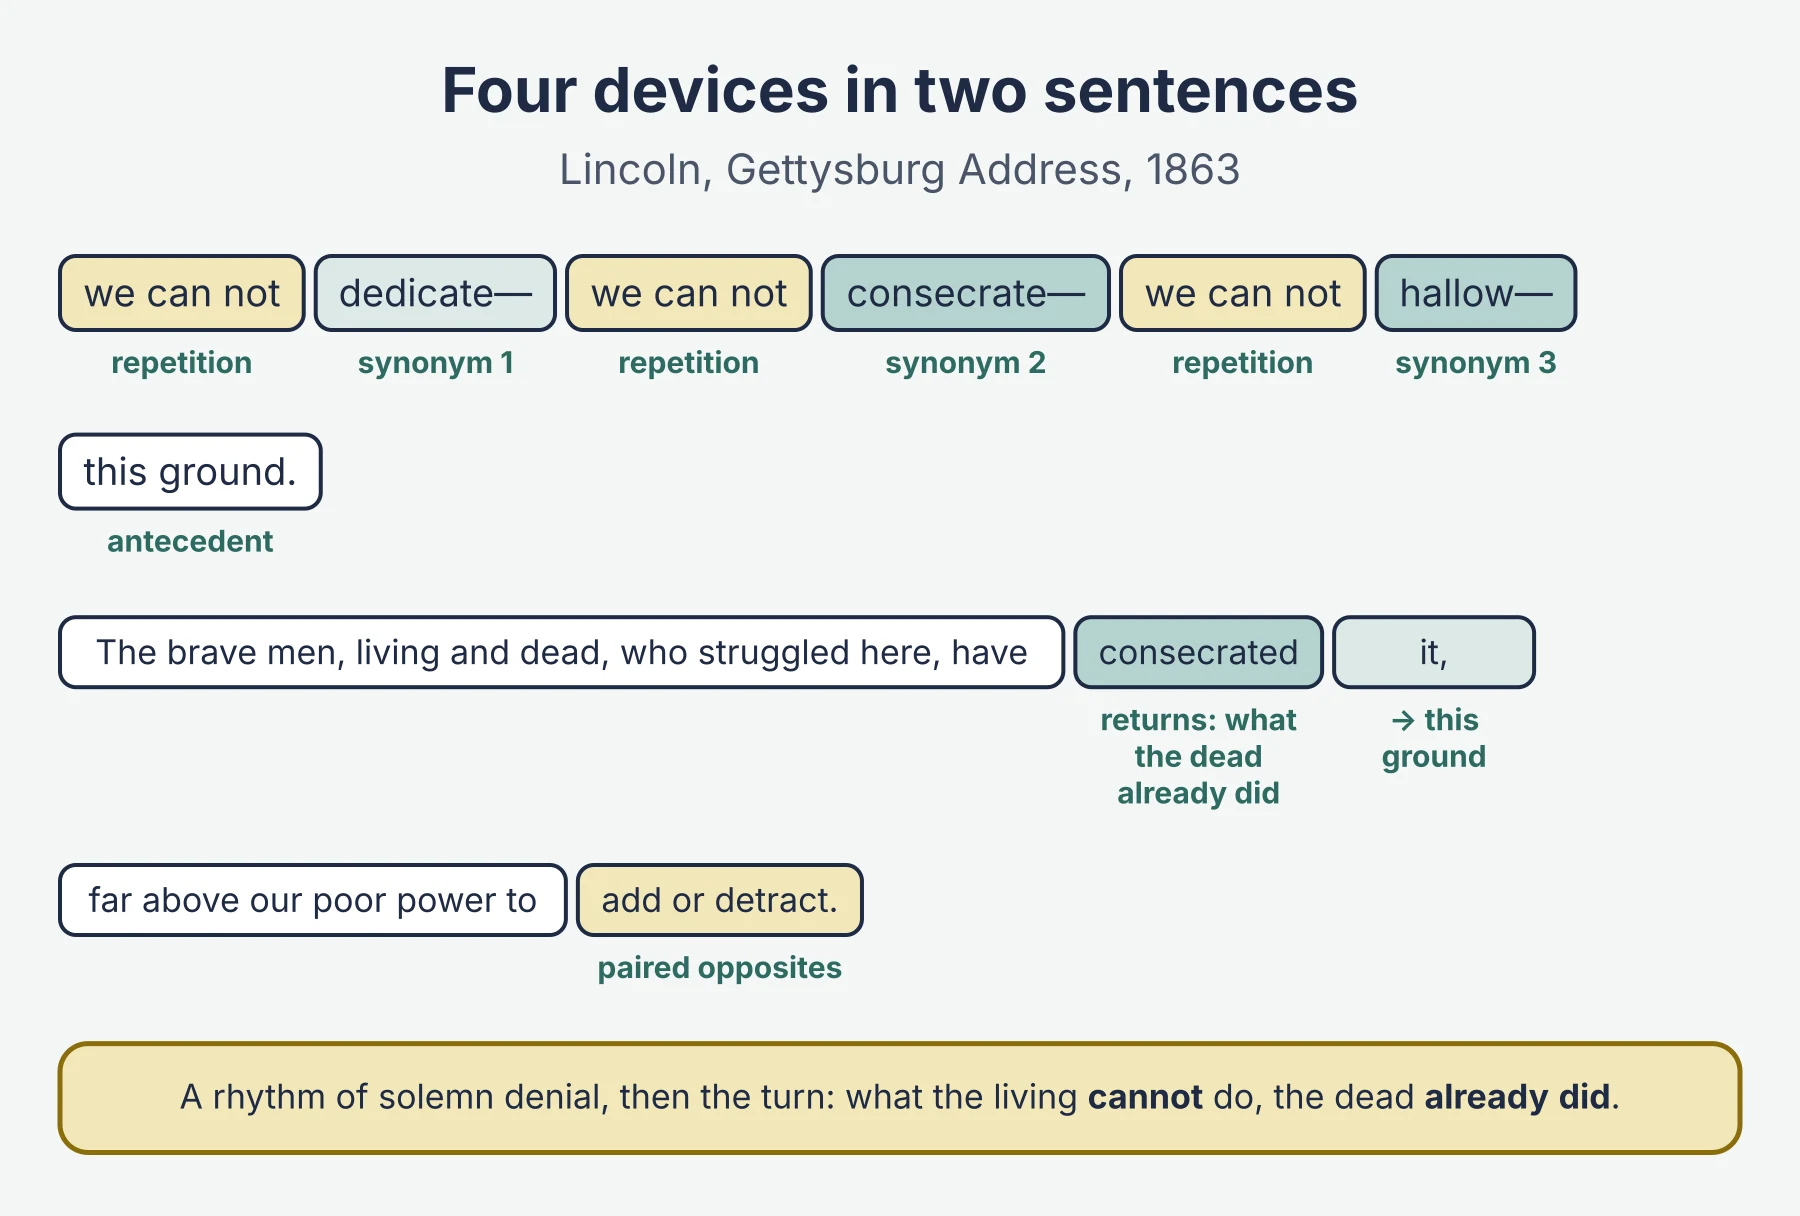 Four devices in two sentences
Lincoln, Gettysburg Address, 1863
we can not dedicate— we can not consecrate— we can not hallow—
repetition synonym 1 repetition synonym 2 repetition synonym 3
this ground.
antecedent
The brave men, living and dead, who struggled here, have consecrated it,
returns: what → this
the dead ground
already did
far above our poor power to add or detract.
paired opposites
A rhythm of solemn denial, then the turn: what the living cannot do, the dead already did.